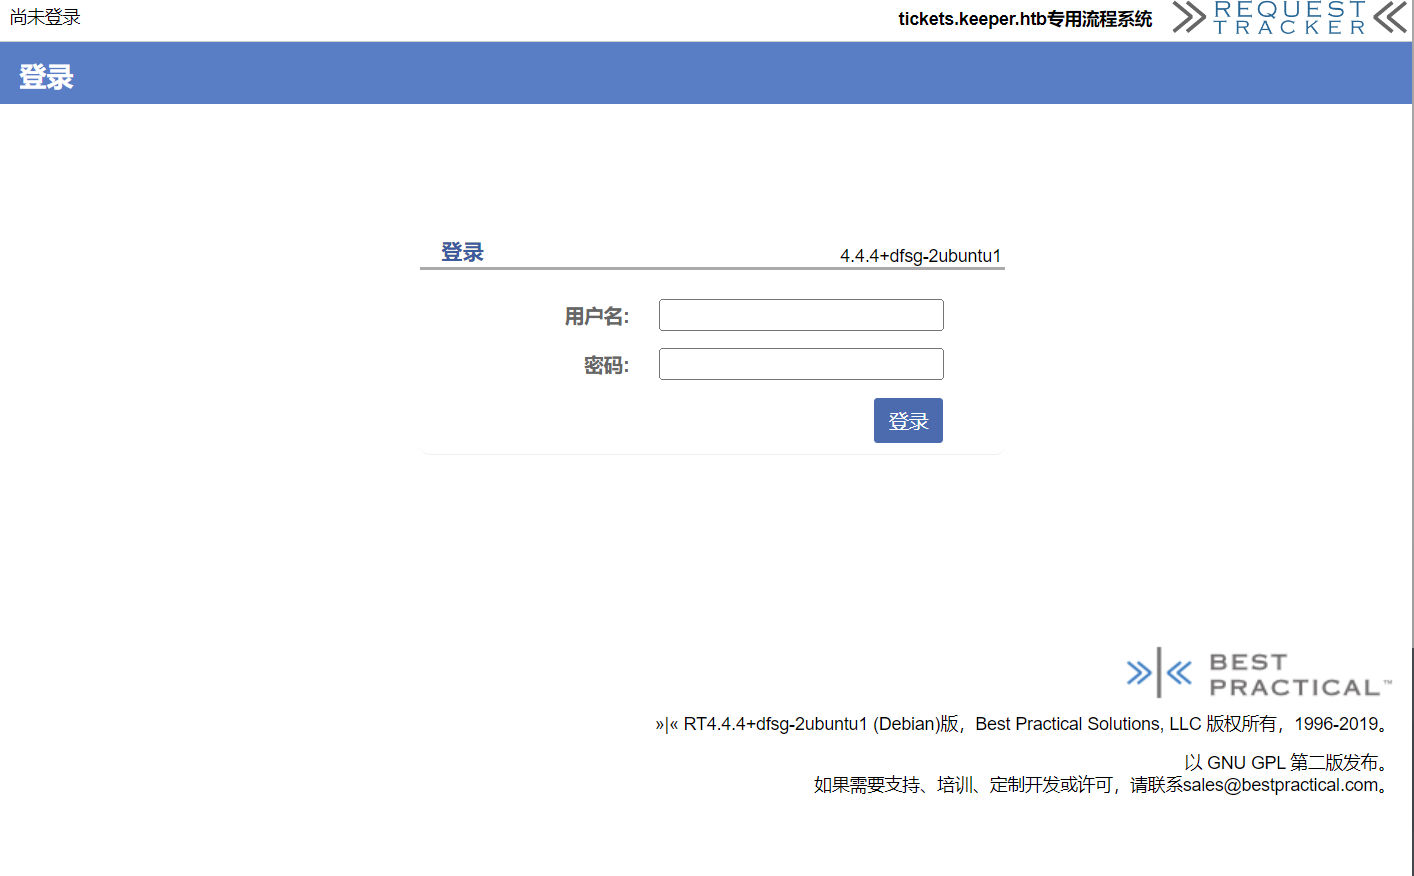 尚未登录
tickets.keeper.htb专用流程系统
REQUEST
TRACKER
登录
登录
4.4.4+dfsg-2ubuntu1
用户名:
密码:
登录
BEST
PRACTICAL™
»|« RT4.4.4+dfsg-2ubuntu1 (Debian)版，Best Practical Solutions, LLC 版权所有，1996-2019。
以 GNU GPL 第二版发布。
如果需要支持、培训、定制开发或许可，请联系sales@bestpractical.com。